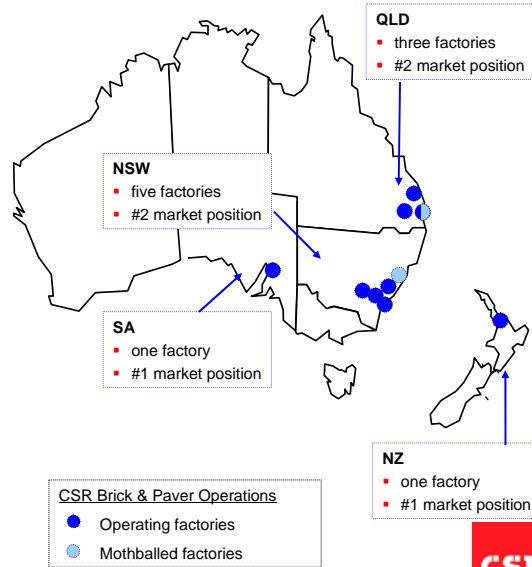 QLD
three factories
#2 market position
NSW
five factories
#2 market position
SA
one factory
#1 market position
NZ
one factory
#1 market position
CSR Brick & Paver Operations
Operating factories
Mothballed factories
CSR